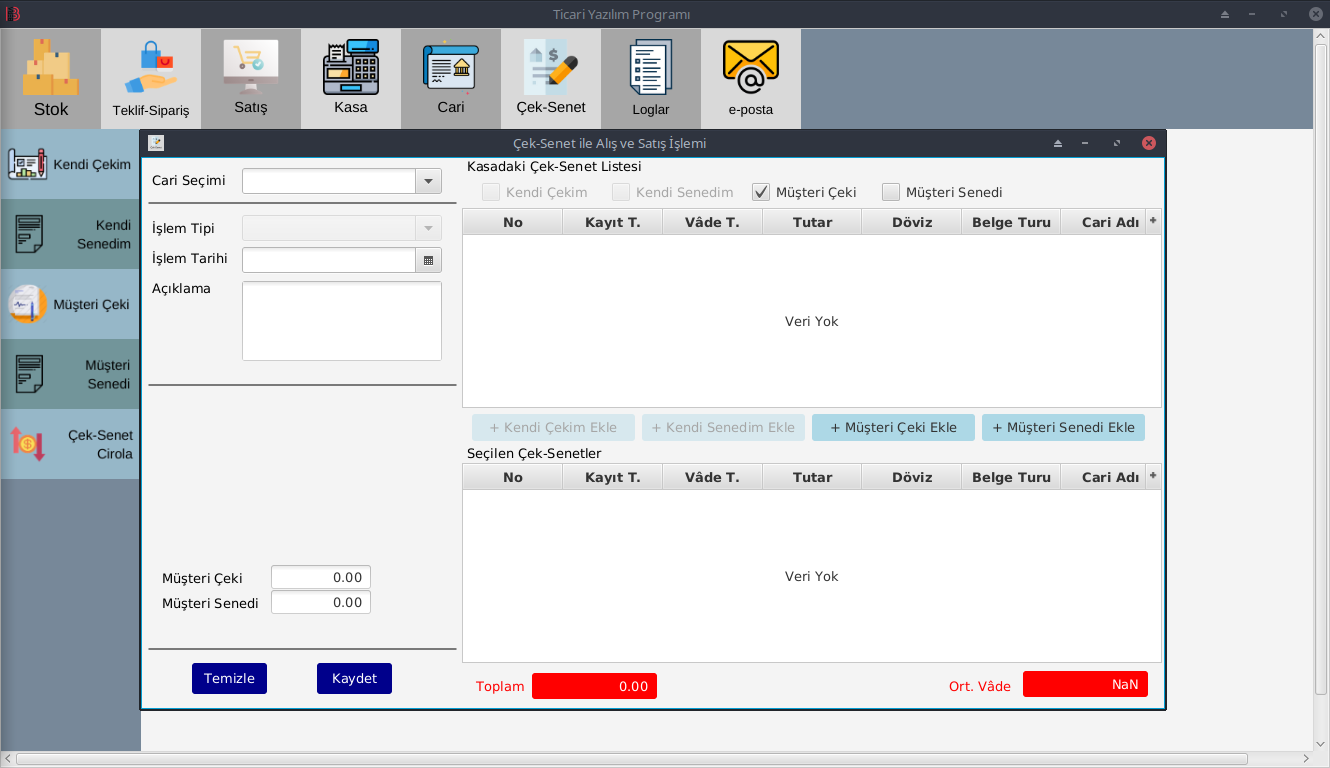 Ticari Yazılım Programı
Stok
Teklif-Sipariş
Satış
Kasa
Cari
Çek-Senet
Loglar
e-posta
Kendi Çekim
Kendi
Senedim
Müşteri Çeki
Müşteri
Senedi
Çek-Senet
Cirola
Çek-Senet ile Alış ve Satış İşlemi
Cari Seçimi
İşlem Tipi
İşlem Tarihi
Açıklama
Müşteri Çeki 0.00
Müşteri Senedi 0.00
Temizle Kaydet
Kasadaki Çek-Senet Listesi
Kendi Çekim Kendi Senedim Müşteri Çeki Müşteri Senedi
No Kayıt T. Vâde T. Tutar Döviz Belge Turu Cari Adı +
Veri Yok
+ Kendi Çekim Ekle + Kendi Senedim Ekle + Müşteri Çeki Ekle + Müşteri Senedi Ekle
Seçilen Çek-Senetler
No Kayıt T. Vâde T. Tutar Döviz Belge Turu Cari Adı +
Veri Yok
Toplam 0.00 Ort. Vâde NaN